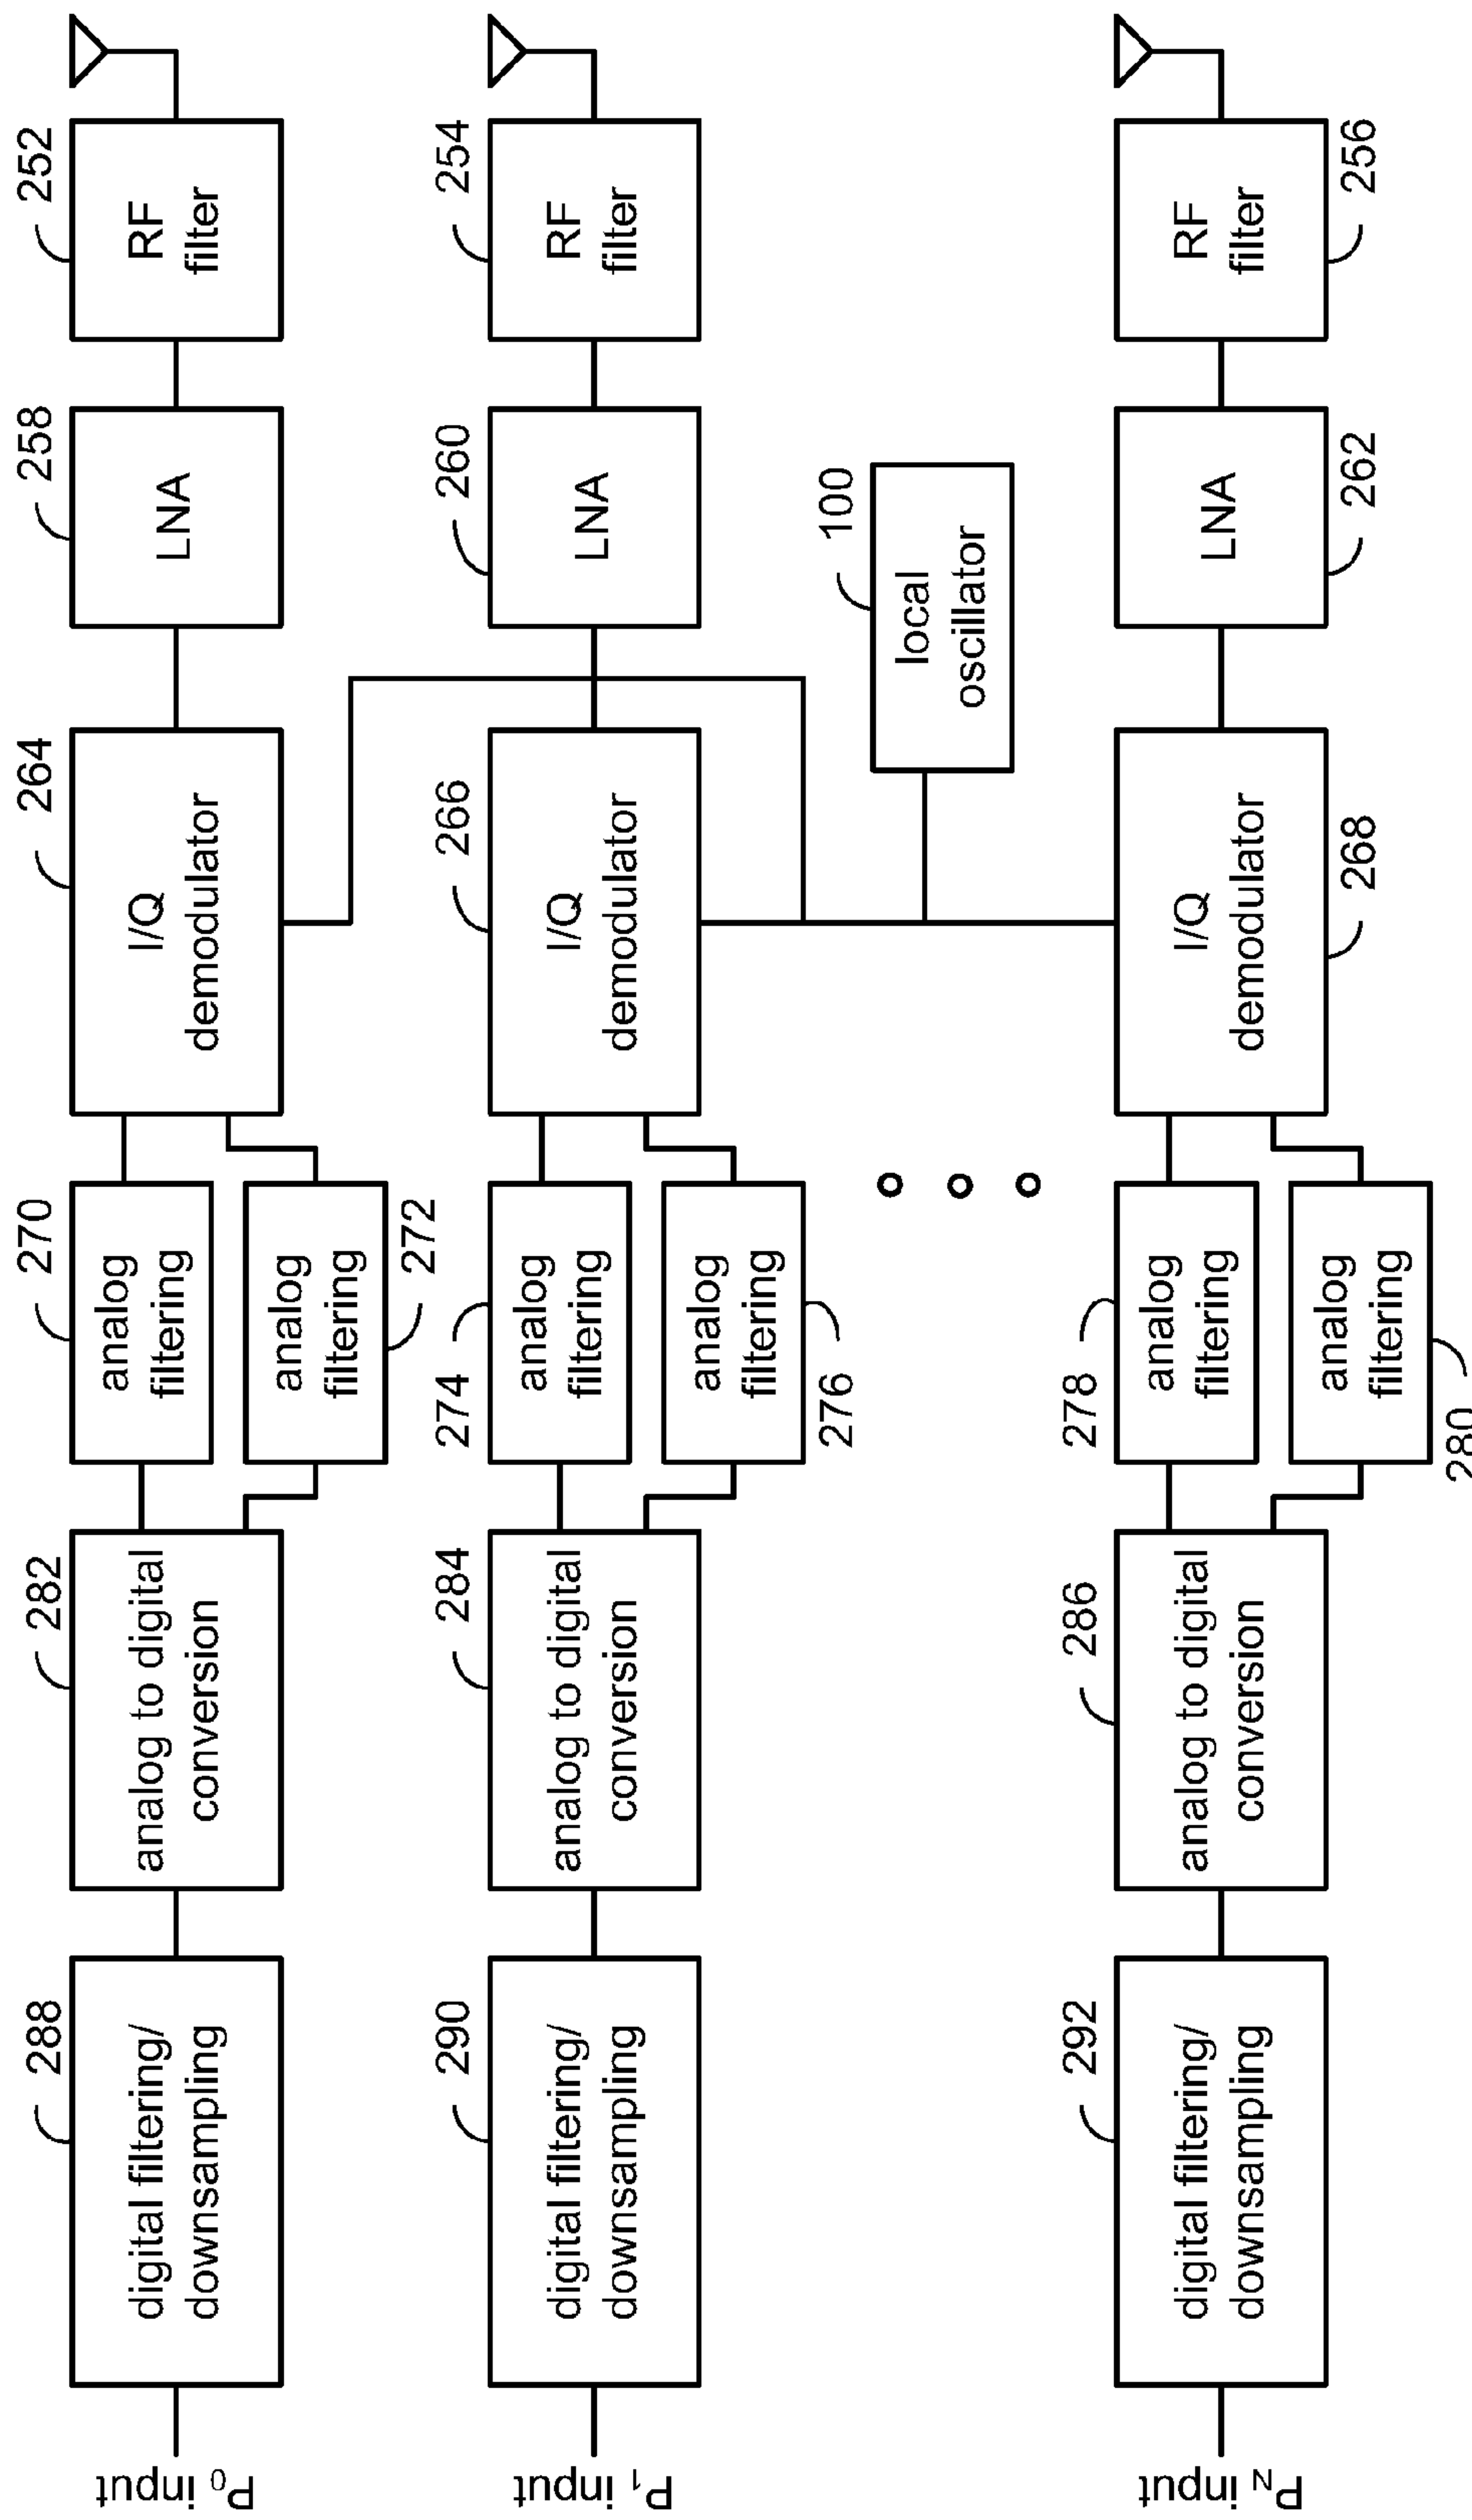 288
282
270
264
258
252
P0 input
digital filtering/
downsampling
analog to digital
conversion
analog
filtering
analog
filtering
272
I/Q
demodulator
LNA
RF
filter
290
284
274
266
260
254
P1 input
digital filtering/
downsampling
analog to digital
conversion
analog
filtering
analog
filtering
276
I/Q
demodulator
LNA
RF
filter
100
local
oscillator
292
286
278
PN input
digital filtering/
downsampling
analog to digital
conversion
analog
filtering
analog
filtering
280
I/Q
demodulator
268
LNA
262
RF
filter
256